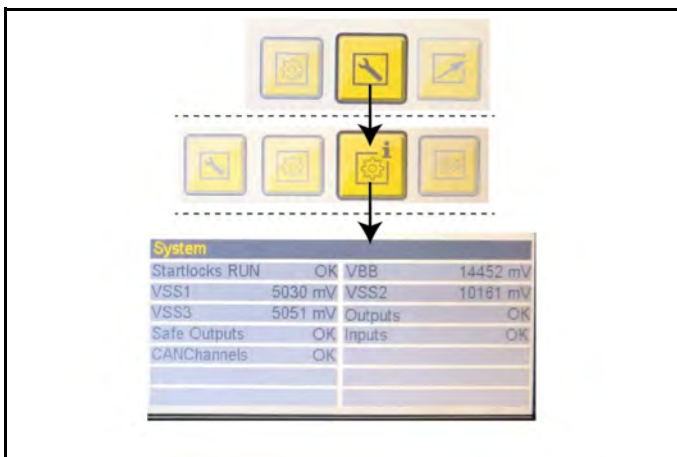 System
Startlocks RUN OK VBB 14452 mV
VSS1 5030 mV VSS2 10161 mV
VSS3 5051 mV Outputs OK
Safe Outputs OK Inputs OK
CANChannels OK